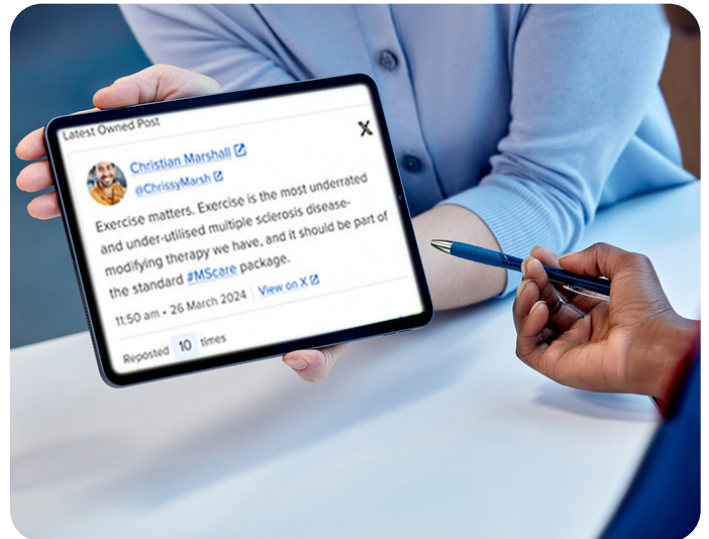 Latest Owned Post
X
Christian Marshall
@ChrissyMarsh
Exercise matters. Exercise is the most underrated
and under-utilised multiple sclerosis disease-
modifying therapy we have, and it should be part of
the standard #MScare package.
11:50 am • 26 March 2024 View on X
Reposted 10 times